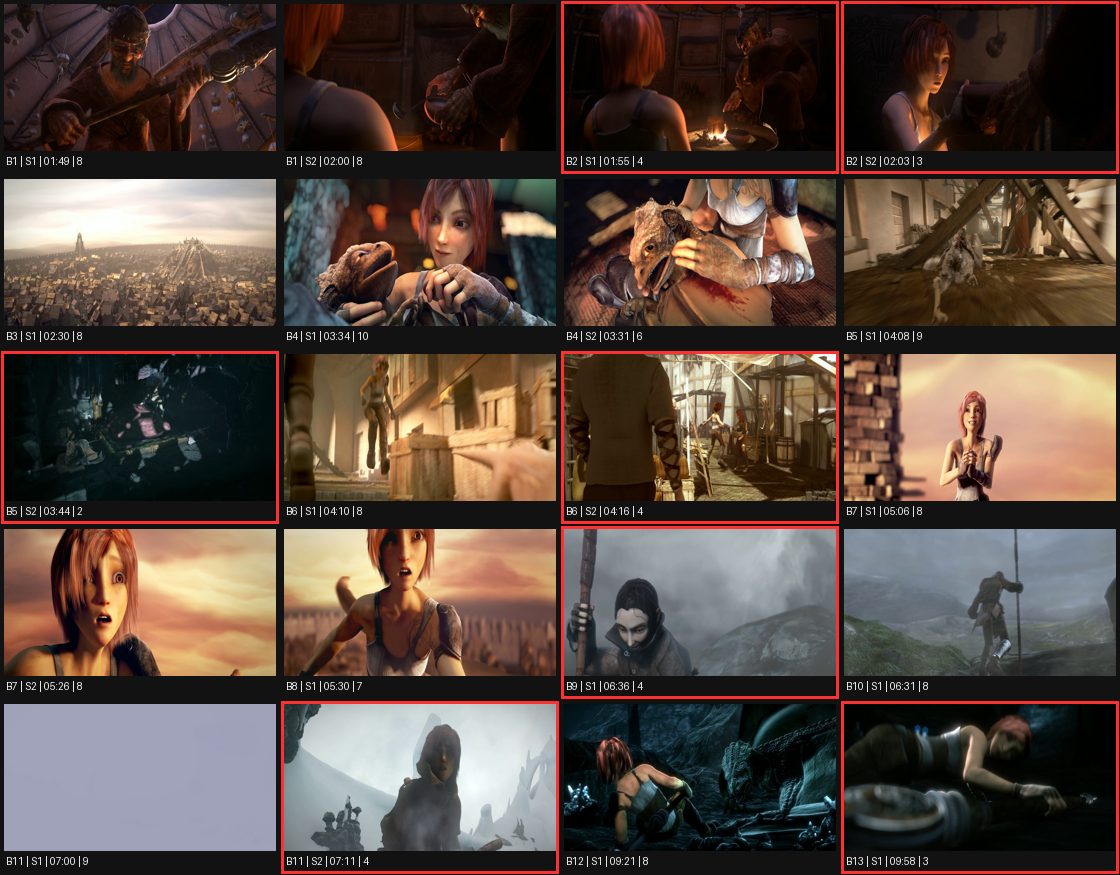 B1 | S1 | 01:49 | 8
B1 | S2 | 02:00 | 8
B2 | S1 | 01:55 | 4
B2 | S2 | 02:03 | 3
B3 | S1 | 02:30 | 8
B4 | S1 | 03:34 | 10
B4 | S2 | 03:31 | 6
B5 | S1 | 04:08 | 9
B5 | S2 | 03:44 | 2
B6 | S1 | 04:10 | 8
B6 | S2 | 04:16 | 4
B7 | S1 | 05:06 | 8
B7 | S2 | 05:26 | 8
B8 | S1 | 05:30 | 7
B9 | S1 | 06:36 | 4
B10 | S1 | 06:31 | 8
B11 | S1 | 07:00 | 9
B11 | S2 | 07:11 | 4
B12 | S1 | 09:21 | 8
B13 | S1 | 09:58 | 3